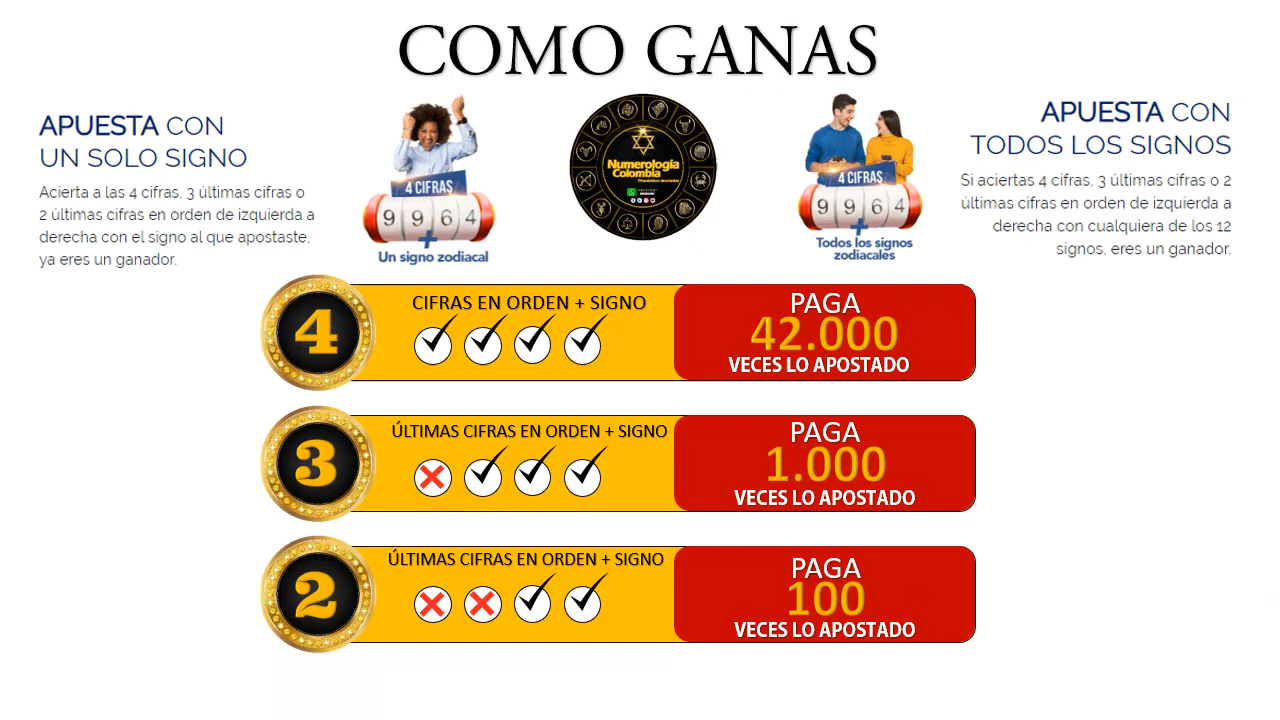 COMO GANAS
APUESTA CON
UN SOLO SIGNO
Acierta a las 4 cifras, 3 últimas cifras o
2 últimas cifras en orden de izquierda a
derecha con el signo al que apostaste,
ya eres un ganador.
4 CIFRAS
9 9 6 4
+
Un signo zodiacal
Numerología
Colombia
4 CIFRAS
9 9 6 4
+
Todos los signos
zodiacales
APUESTA CON
TODOS LOS SIGNOS
Si aciertas 4 cifras, 3 últimas cifras o 2
últimas cifras en orden de izquierda a
derecha con cualquiera de los 12
signos, eres un ganador.
4
CIFRAS EN ORDEN + SIGNO
PAGA
42.000
VECES LO APOSTADO
3
ÚLTIMAS CIFRAS EN ORDEN + SIGNO
PAGA
1.000
VECES LO APOSTADO
2
ÚLTIMAS CIFRAS EN ORDEN + SIGNO
PAGA
100
VECES LO APOSTADO